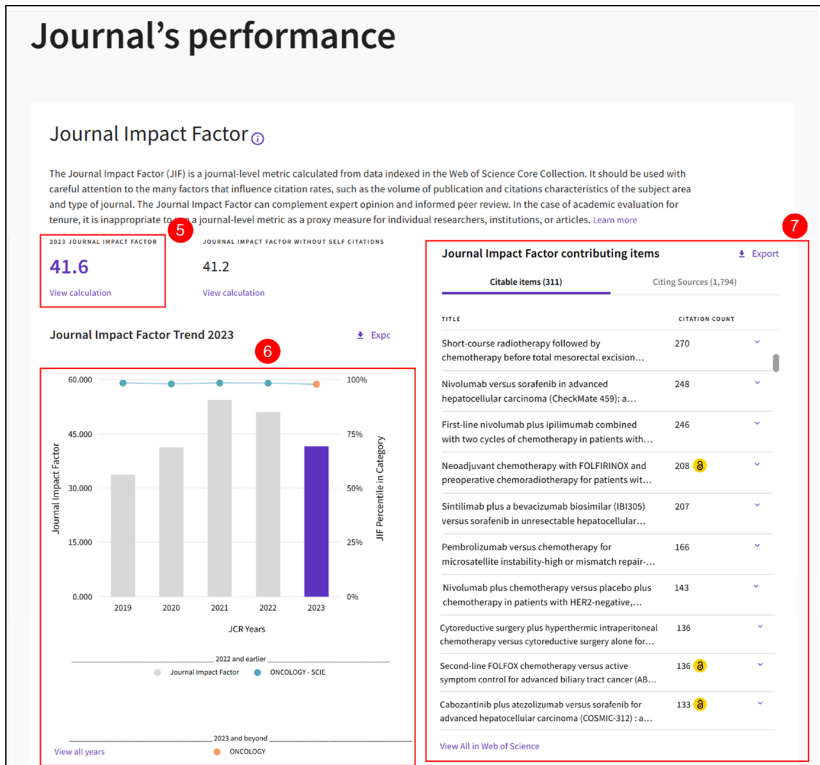 Journal's performance
Journal Impact Factor
The Journal Impact Factor (JIF) is a journal-level metric calculated from data indexed in the Web of Science Core Collection. It should be used with
careful attention to the many factors that influence citation rates, such as the volume of publication and citations characteristics of the subject area
and type of journal. The Journal Impact Factor can complement expert opinion and informed peer review. In the case of academic evaluation for
tenure, it is inappropriate to a journal-level metric as a proxy measure for individual researchers, institutions, or articles. Learn more
5
2023 JOURNAL IMPACT FACTOR
41.6
View calculation
JOURNAL IMPACT FACTOR WITHOUT SELF CITATIONS
41.2
View calculation
Journal Impact Factor Trend 2023
Expc
6
60.000
45.000
30.000
15.000
0.000
Journal Impact Factor
100%
75%
50%
25%
0%
JIF Percentile in Category
2019 2020 2021 2022 2023
JCR Years
2022 and earlier
Journal Impact Factor ONCOLOGY - SCIE
2023 and beyond
View all years
ONCOLOGY
7
Journal Impact Factor contributing items
Export
Citable items (311) Citing Sources (1,794)
TITLE CITATION COUNT
Short-course radiotherapy followed by 270
chemotherapy before total mesorectal excision...
Nivolumab versus sorafenib in advanced 248
hepatocellular carcinoma (CheckMate 459): a...
First-line nivolumab plus ipilimumab combined 246
with two cycles of chemotherapy in patients with...
Neoadjuvant chemotherapy with FOLFIRINOX and 208
preoperative chemoradiotherapy for patients wit...
Sintilimab plus a bevacizumab biosimilar (IBI305) 207
versus sorafenib in unresectable hepatocellular...
Pembrolizumab versus chemotherapy for 166
microsatellite instability-high or mismatch repair-...
Nivolumab plus chemotherapy versus placebo plus 143
chemotherapy in patients with HER2-negative,...
Cytoreductive surgery plus hyperthermic intraperitoneal 136
chemotherapy versus cytoreductive surgery alone for...
Second-line FOLFOX chemotherapy versus active 136
symptom control for advanced biliary tract cancer (AB...
Cabozantinib plus atezolizumab versus sorafenib for 133
advanced hepatocellular carcinoma (COSMIC-312) : a...
View All in Web of Science